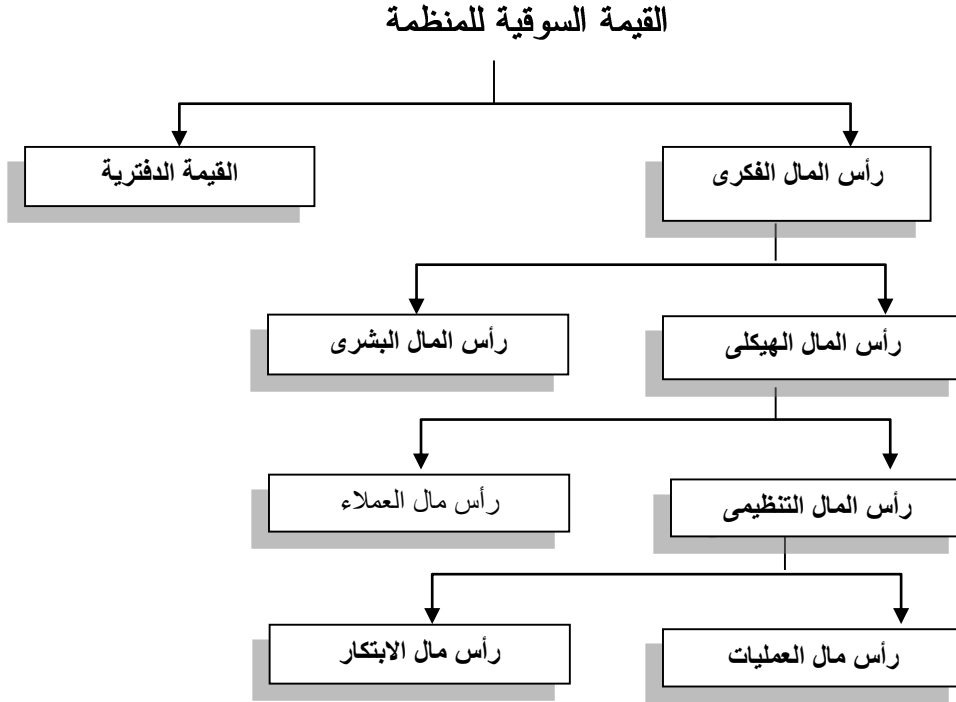 القيمة السوقية للمنظمة
رأس المال الفكرى
القيمة الدفترية
رأس المال الهيكلى
رأس المال البشرى
رأس المال التنظيمى
رأس مال العملاء
رأس مال العمليات
رأس مال الابتكار